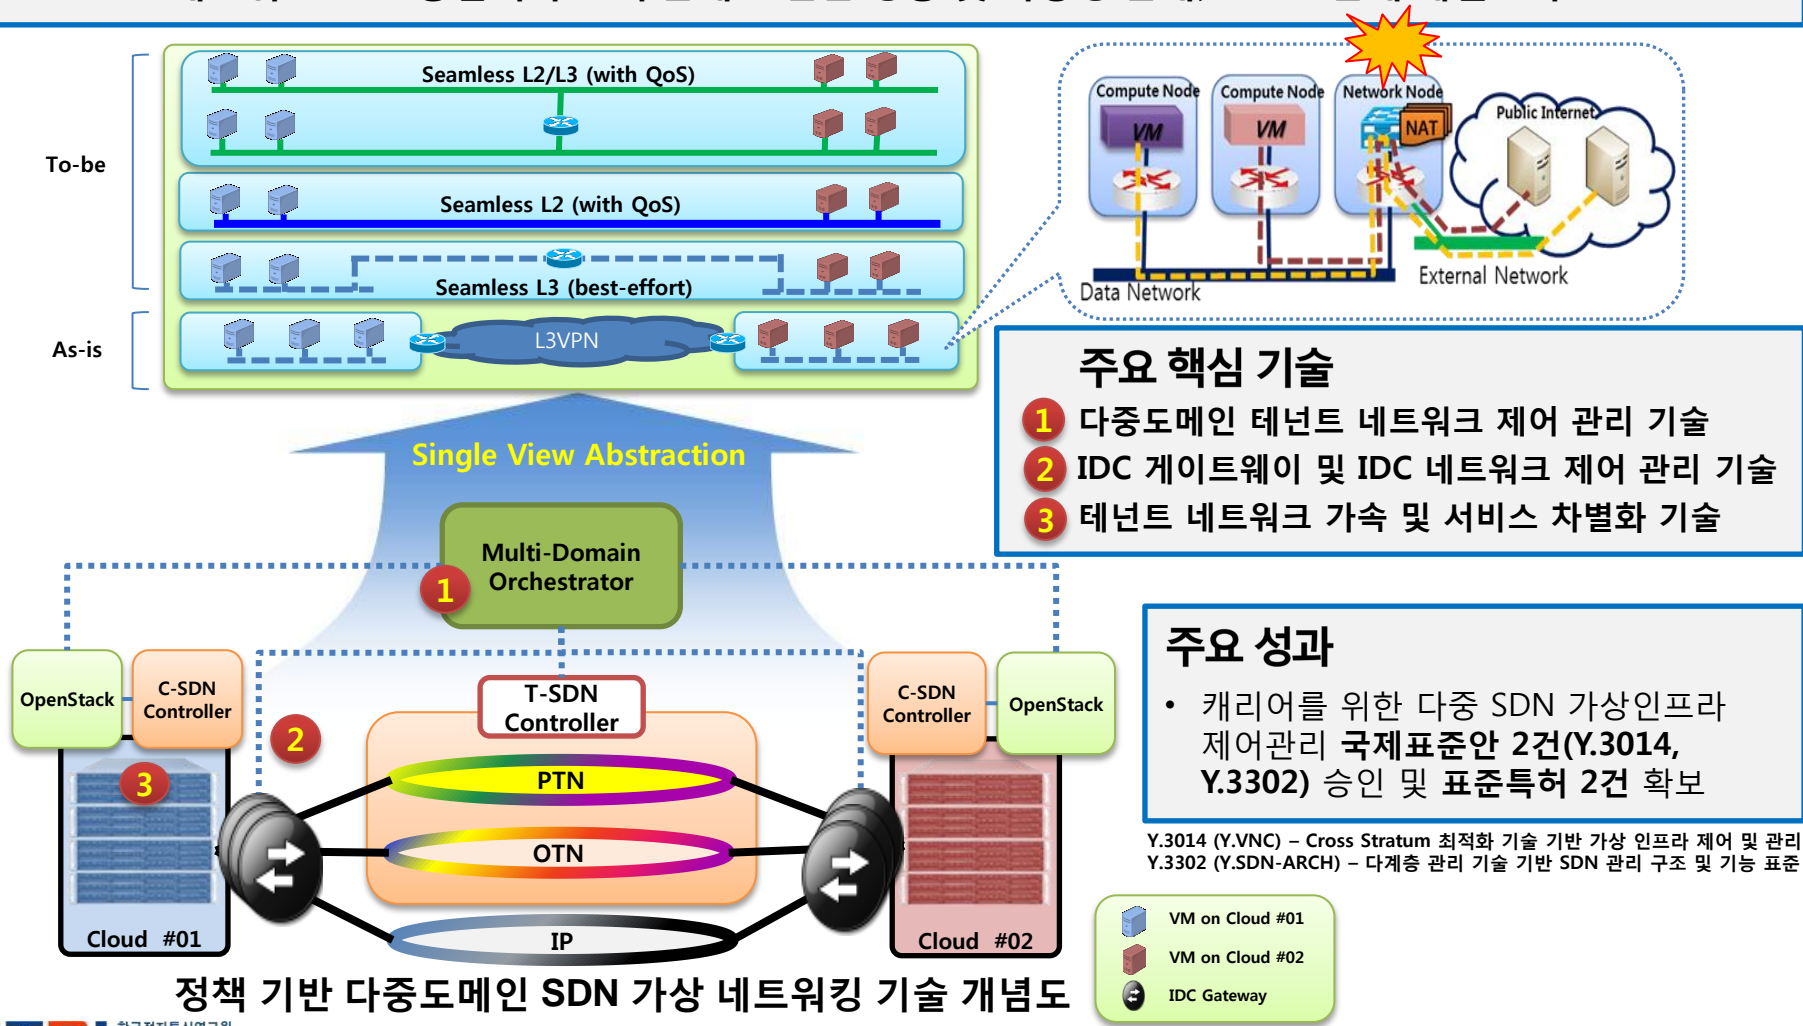 Seamless L2/L3 (with QoS)
To-be
Seamless L2 (with QoS)
Seamless L3 (best-effort)
As-is
L3VPN
Compute Node
Compute Node
Network Node
VM
VM
NAT
Public Internet
Data Network
External Network
주요 핵심 기술
1 다중도메인 테넌트 네트워크 제어 관리 기술
2 IDC 게이트웨이 및 IDC 네트워크 제어 관리 기술
3 테넌트 네트워크 가속 및 서비스 차별화 기술
Single View Abstraction
Multi-Domain
Orchestrator
1
OpenStack
C-SDN
Controller
T-SDN
Controller
C-SDN
Controller
OpenStack
2
3
PTN
OTN
IP
Cloud #01
Cloud #02
주요 성과
• 캐리어를 위한 다중 SDN 가상인프라
제어관리 국제표준안 2건(Y.3014,
Y.3302) 승인 및 표준특허 2건 확보
Y.3014 (Y.VNC) – Cross Stratum 최적화 기술 기반 가상 인프라 제어 및 관리
Y.3302 (Y.SDN-ARCH) – 다계층 관리 기술 기반 SDN 관리 구조 및 기능 표준
VM on Cloud #01
VM on Cloud #02
IDC Gateway
정책 기반 다중도메인 SDN 가상 네트워킹 기술 개념도